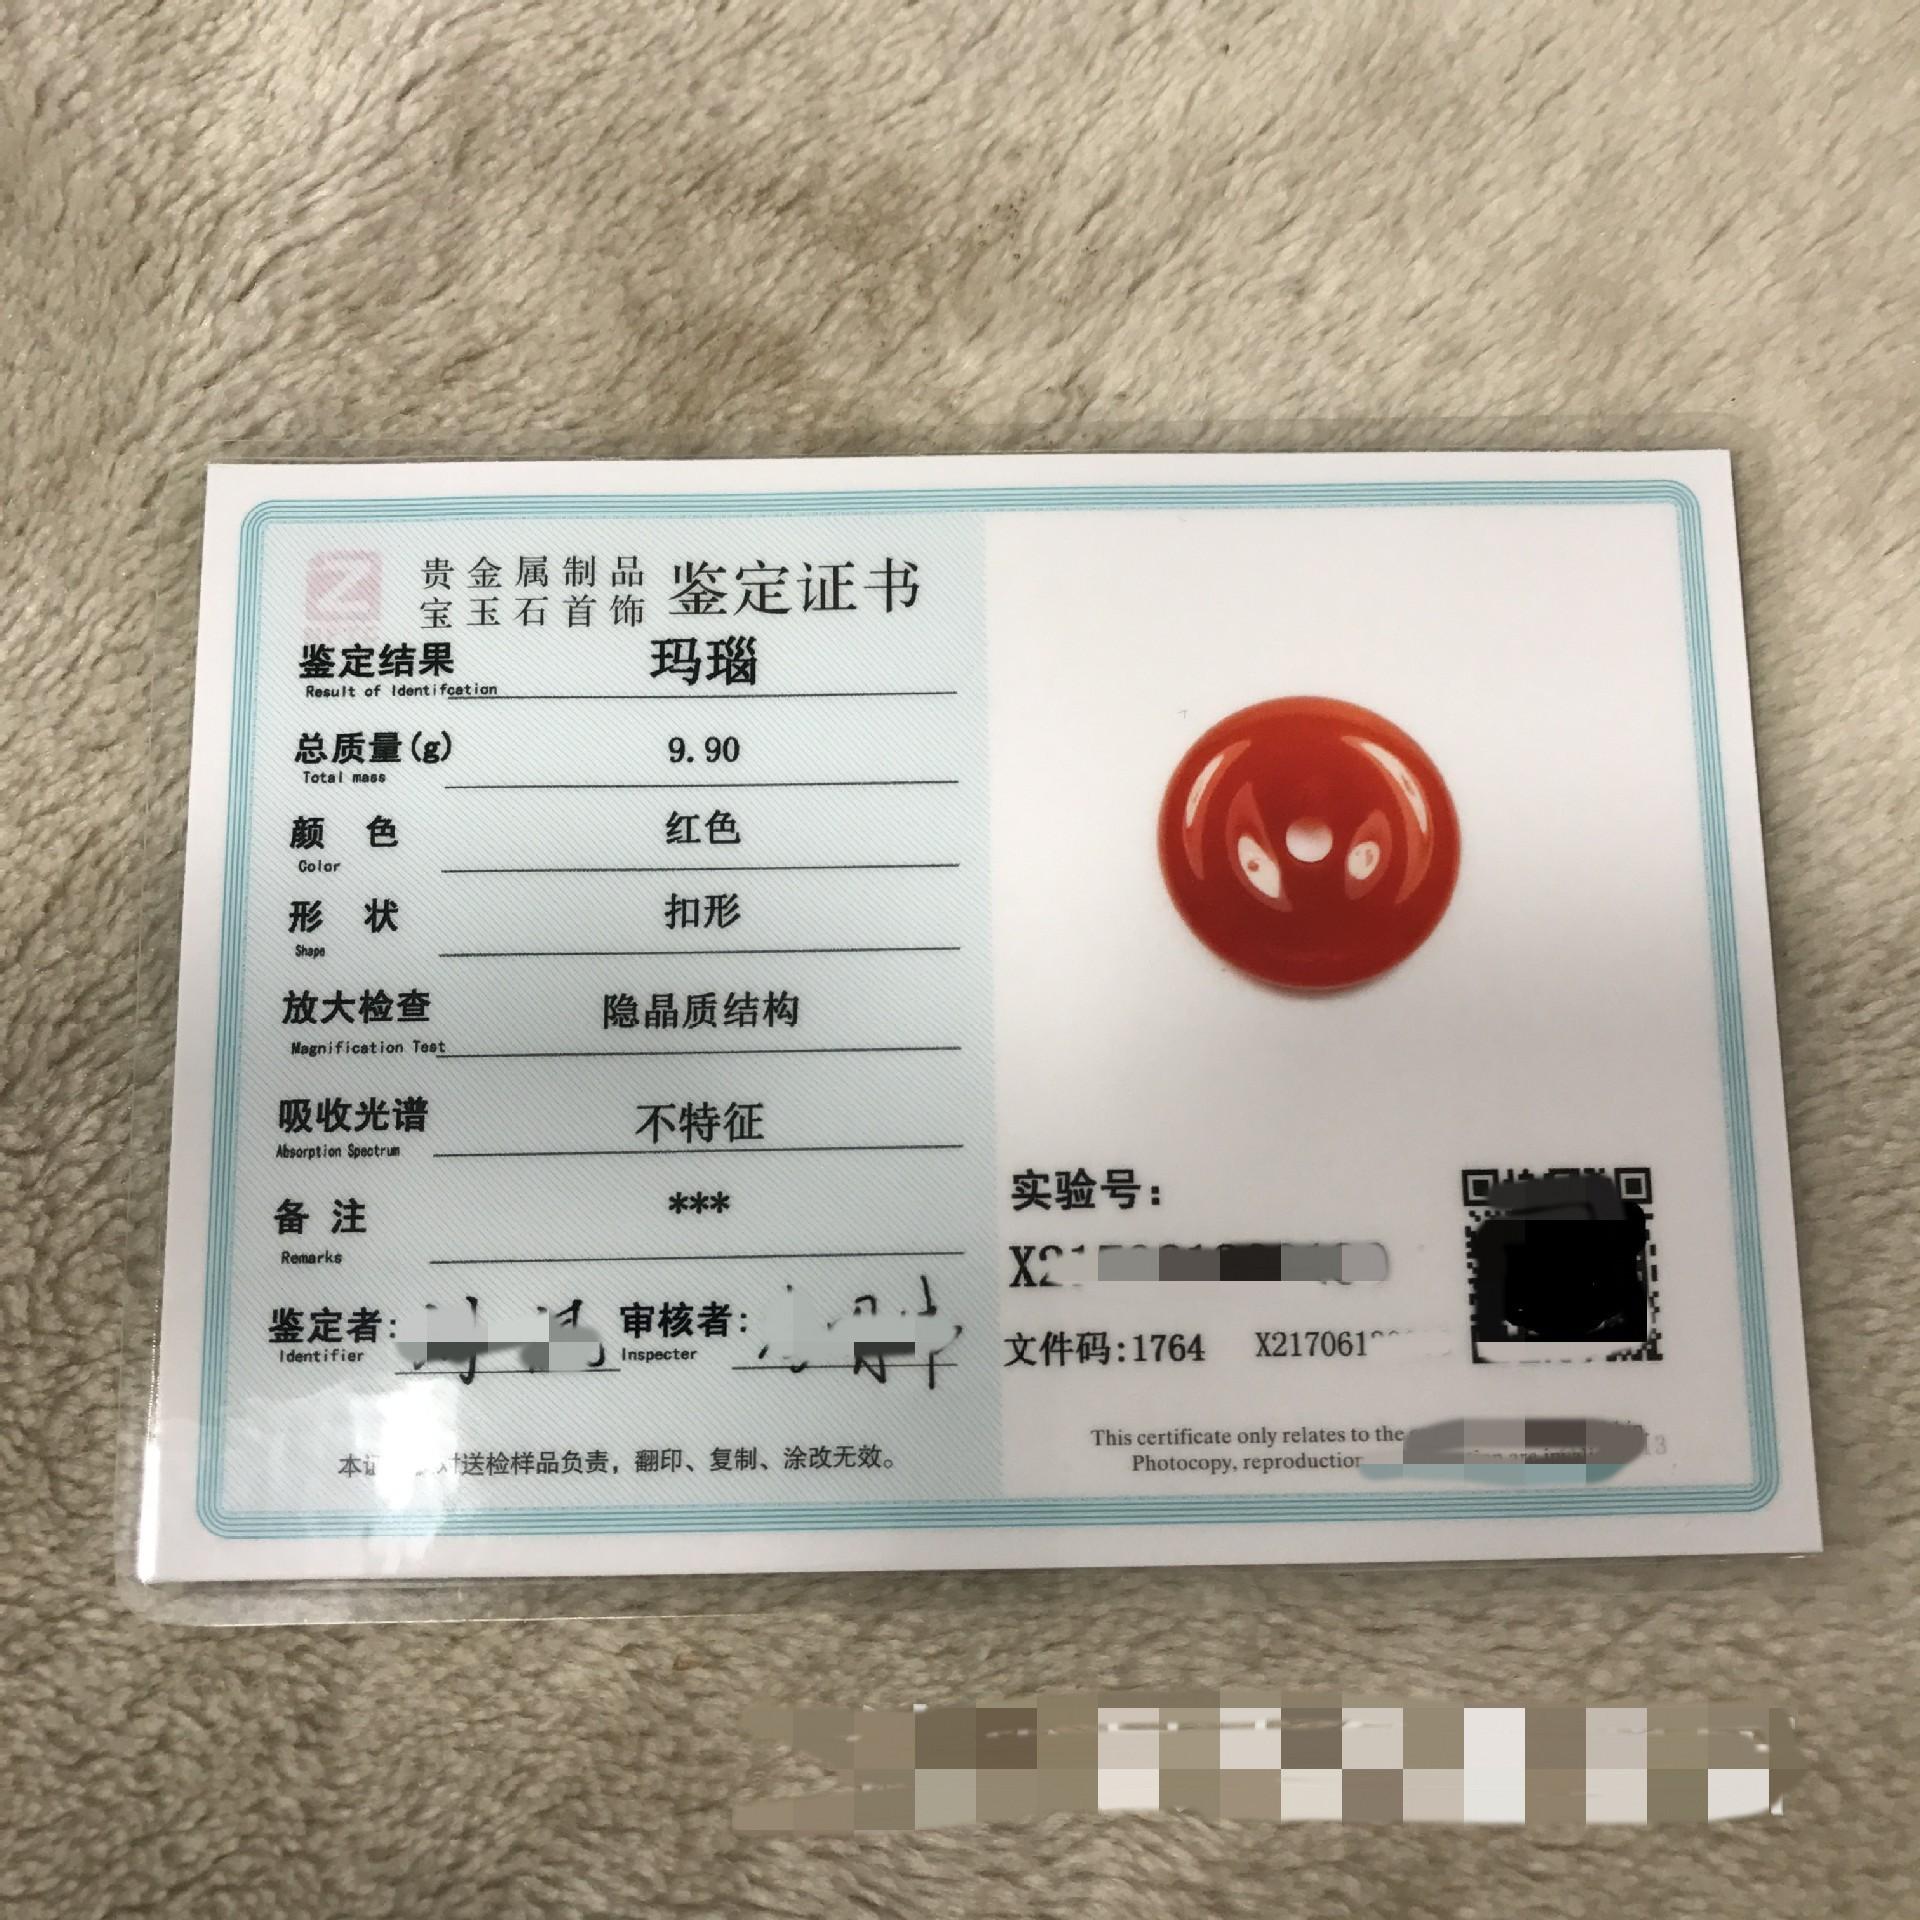 贵金属制品
宝玉石首饰
鉴定证书
鉴定结果 玛瑙
Result of Identifcation
总质量(g) 9.90
Total mass
颜 色 红色
Color
形 状 扣形
Shape
放大检查 隐晶质结构
Magnification Test
吸收光谱 不特征
Absorption Spectrum
备 注 ***
Remarks
鉴定者: 审核者:
Identifier Inspecter
对送检样品负责，翻印、复制、涂改无效。
实验号：
文件码:1764
This certificate only relates to the
Photocopy, reproduction